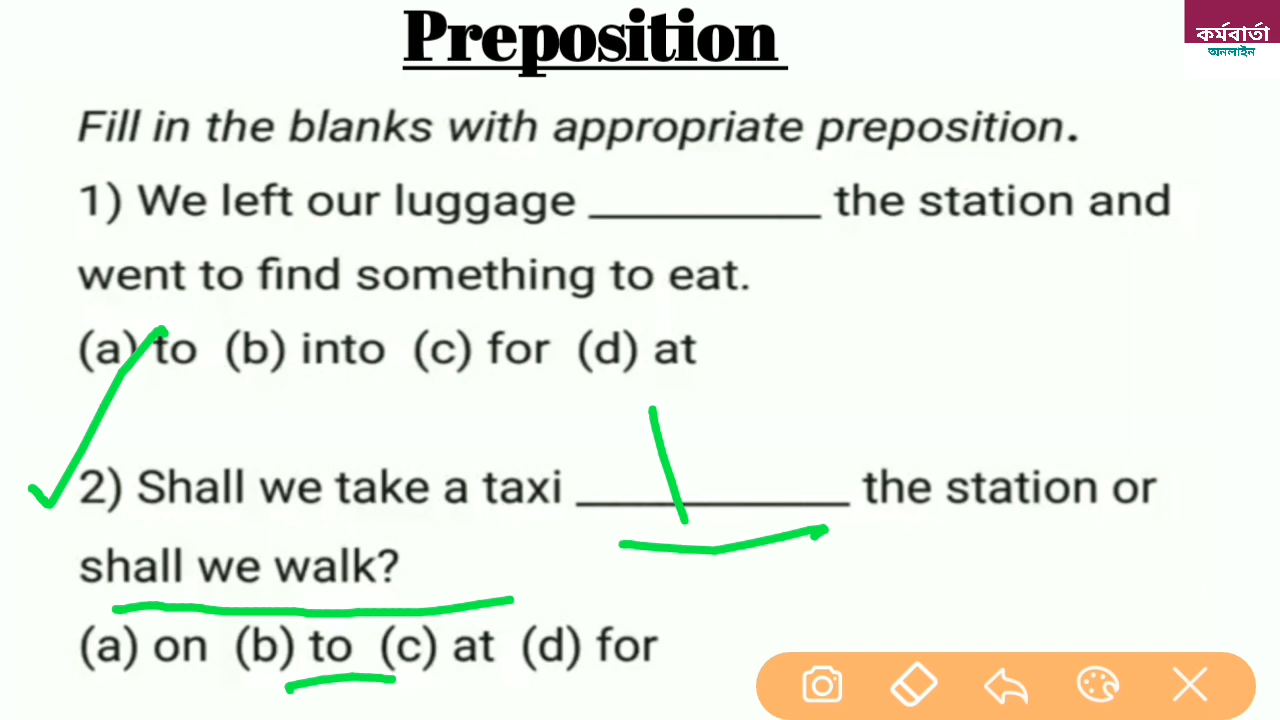 Preposition
কর্মবার্তা
অনলাইন
Fill in the blanks with appropriate preposition.
1) We left our luggage __________ the station and
went to find something to eat.
(a) to (b) into (c) for (d) at
2) Shall we take a taxi ____________ the station or
shall we walk?
(a) on (b) to (c) at (d) for